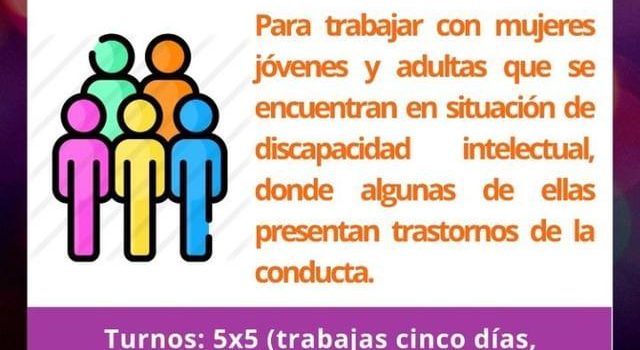 Para trabajar con mujeres
jóvenes y adultas que se
encuentran en situación de
discapacidad intelectual,
donde algunas de ellas
presentan trastornos de la
conducta.
Turnos: 5x5 (trabajas cinco días,